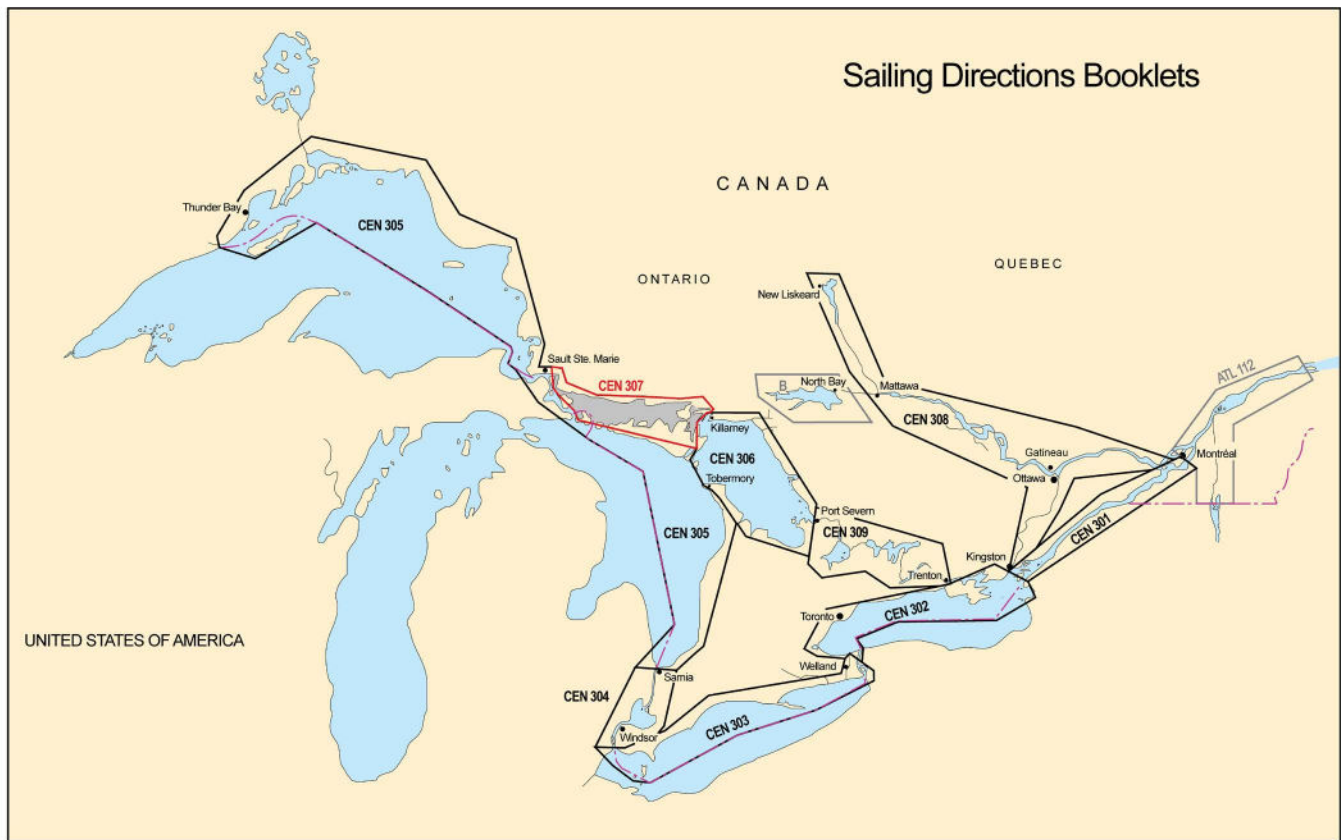 Sailing Directions Booklets
CANADA
Thunder Bay
CEN 305
QUEBEC
ONTARIO
New Liskeard
Sault Ste. Marie
ATL 112
CEN 307
B
North Bay
Mattawa
Killarney
CEN 308
CEN 306
Gatineau
Montréal
Ottawa
Tobermory
Port Severn
CEN 305
CEN 309
CEN 301
Kingston
Trenton
CEN 302
Toronto
UNITED STATES OF AMERICA
Welland
Sarnia
CEN 304
CEN 303
Windsor